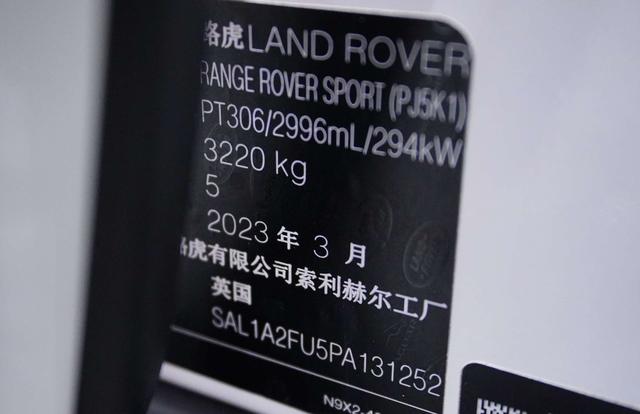 路虎LAND ROVER
RANGE ROVER SPORT (PJ5K1)
PT306/2996mL/294kW
3220 kg
5
2023 年 3 月
路虎有限公司索利赫尔工厂
英国
SAL1A2FU5PA131252